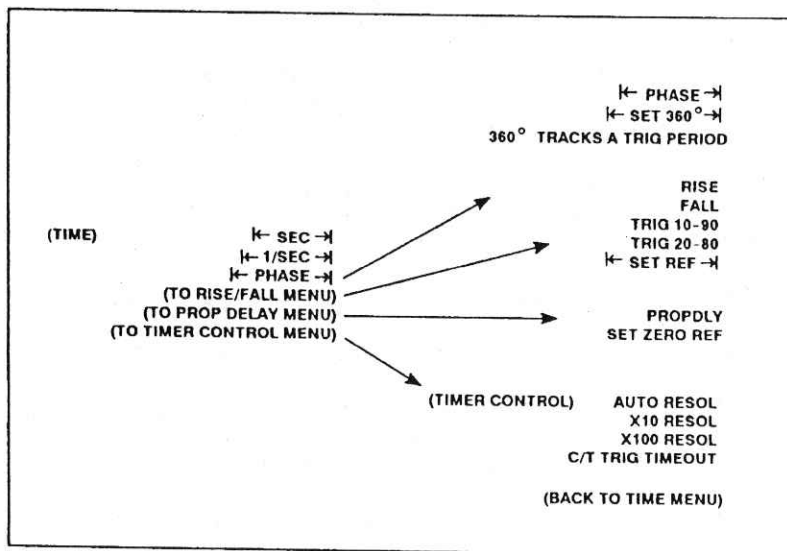 |← PHASE →|
|← SET 360° →|
360° TRACKS A TRIG PERIOD
RISE
FALL
TRIG 10-90
TRIG 20-80
|← SET REF →|
(TIME)
|← SEC →|
|← 1/SEC →|
|← PHASE →|
(TO RISE/FALL MENU)
(TO PROP DELAY MENU)
(TO TIMER CONTROL MENU)
PROPDLY
SET ZERO REF
(TIMER CONTROL) AUTO RESOL
X10 RESOL
X100 RESOL
C/T TRIG TIMEOUT
(BACK TO TIME MENU)